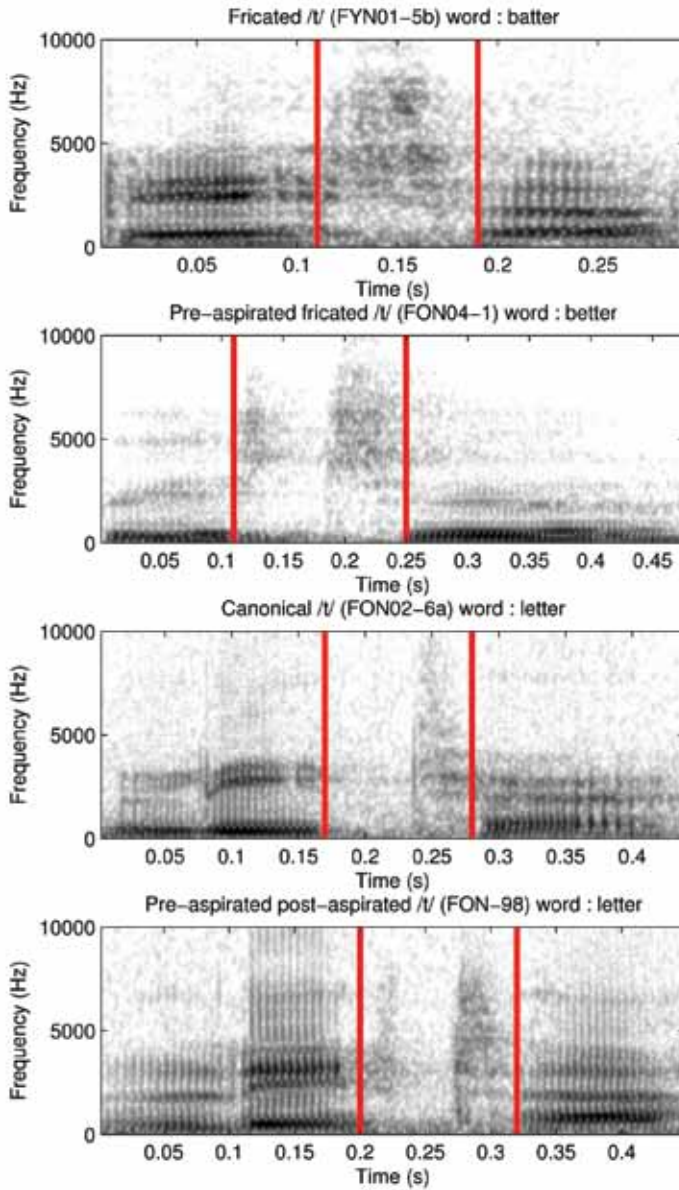 Fricated /t/ (FYN01−5b) word : batter
10000
5000
0
Frequency (Hz)
0.05 0.1 0.15 0.2 0.25
Time (s)
Pre−aspirated fricated /t/ (FON04−1) word : better
10000
5000
0
Frequency (Hz)
0.05 0.1 0.15 0.2 0.25 0.3 0.35 0.4 0.45
Time (s)
Canonical /t/ (FON02−6a) word : letter
10000
5000
0
Frequency (Hz)
0.05 0.1 0.15 0.2 0.25 0.3 0.35 0.4
Time (s)
Pre−aspirated post−aspirated /t/ (FON−98) word : letter
10000
5000
0
Frequency (Hz)
0.05 0.1 0.15 0.2 0.25 0.3 0.35 0.4
Time (s)